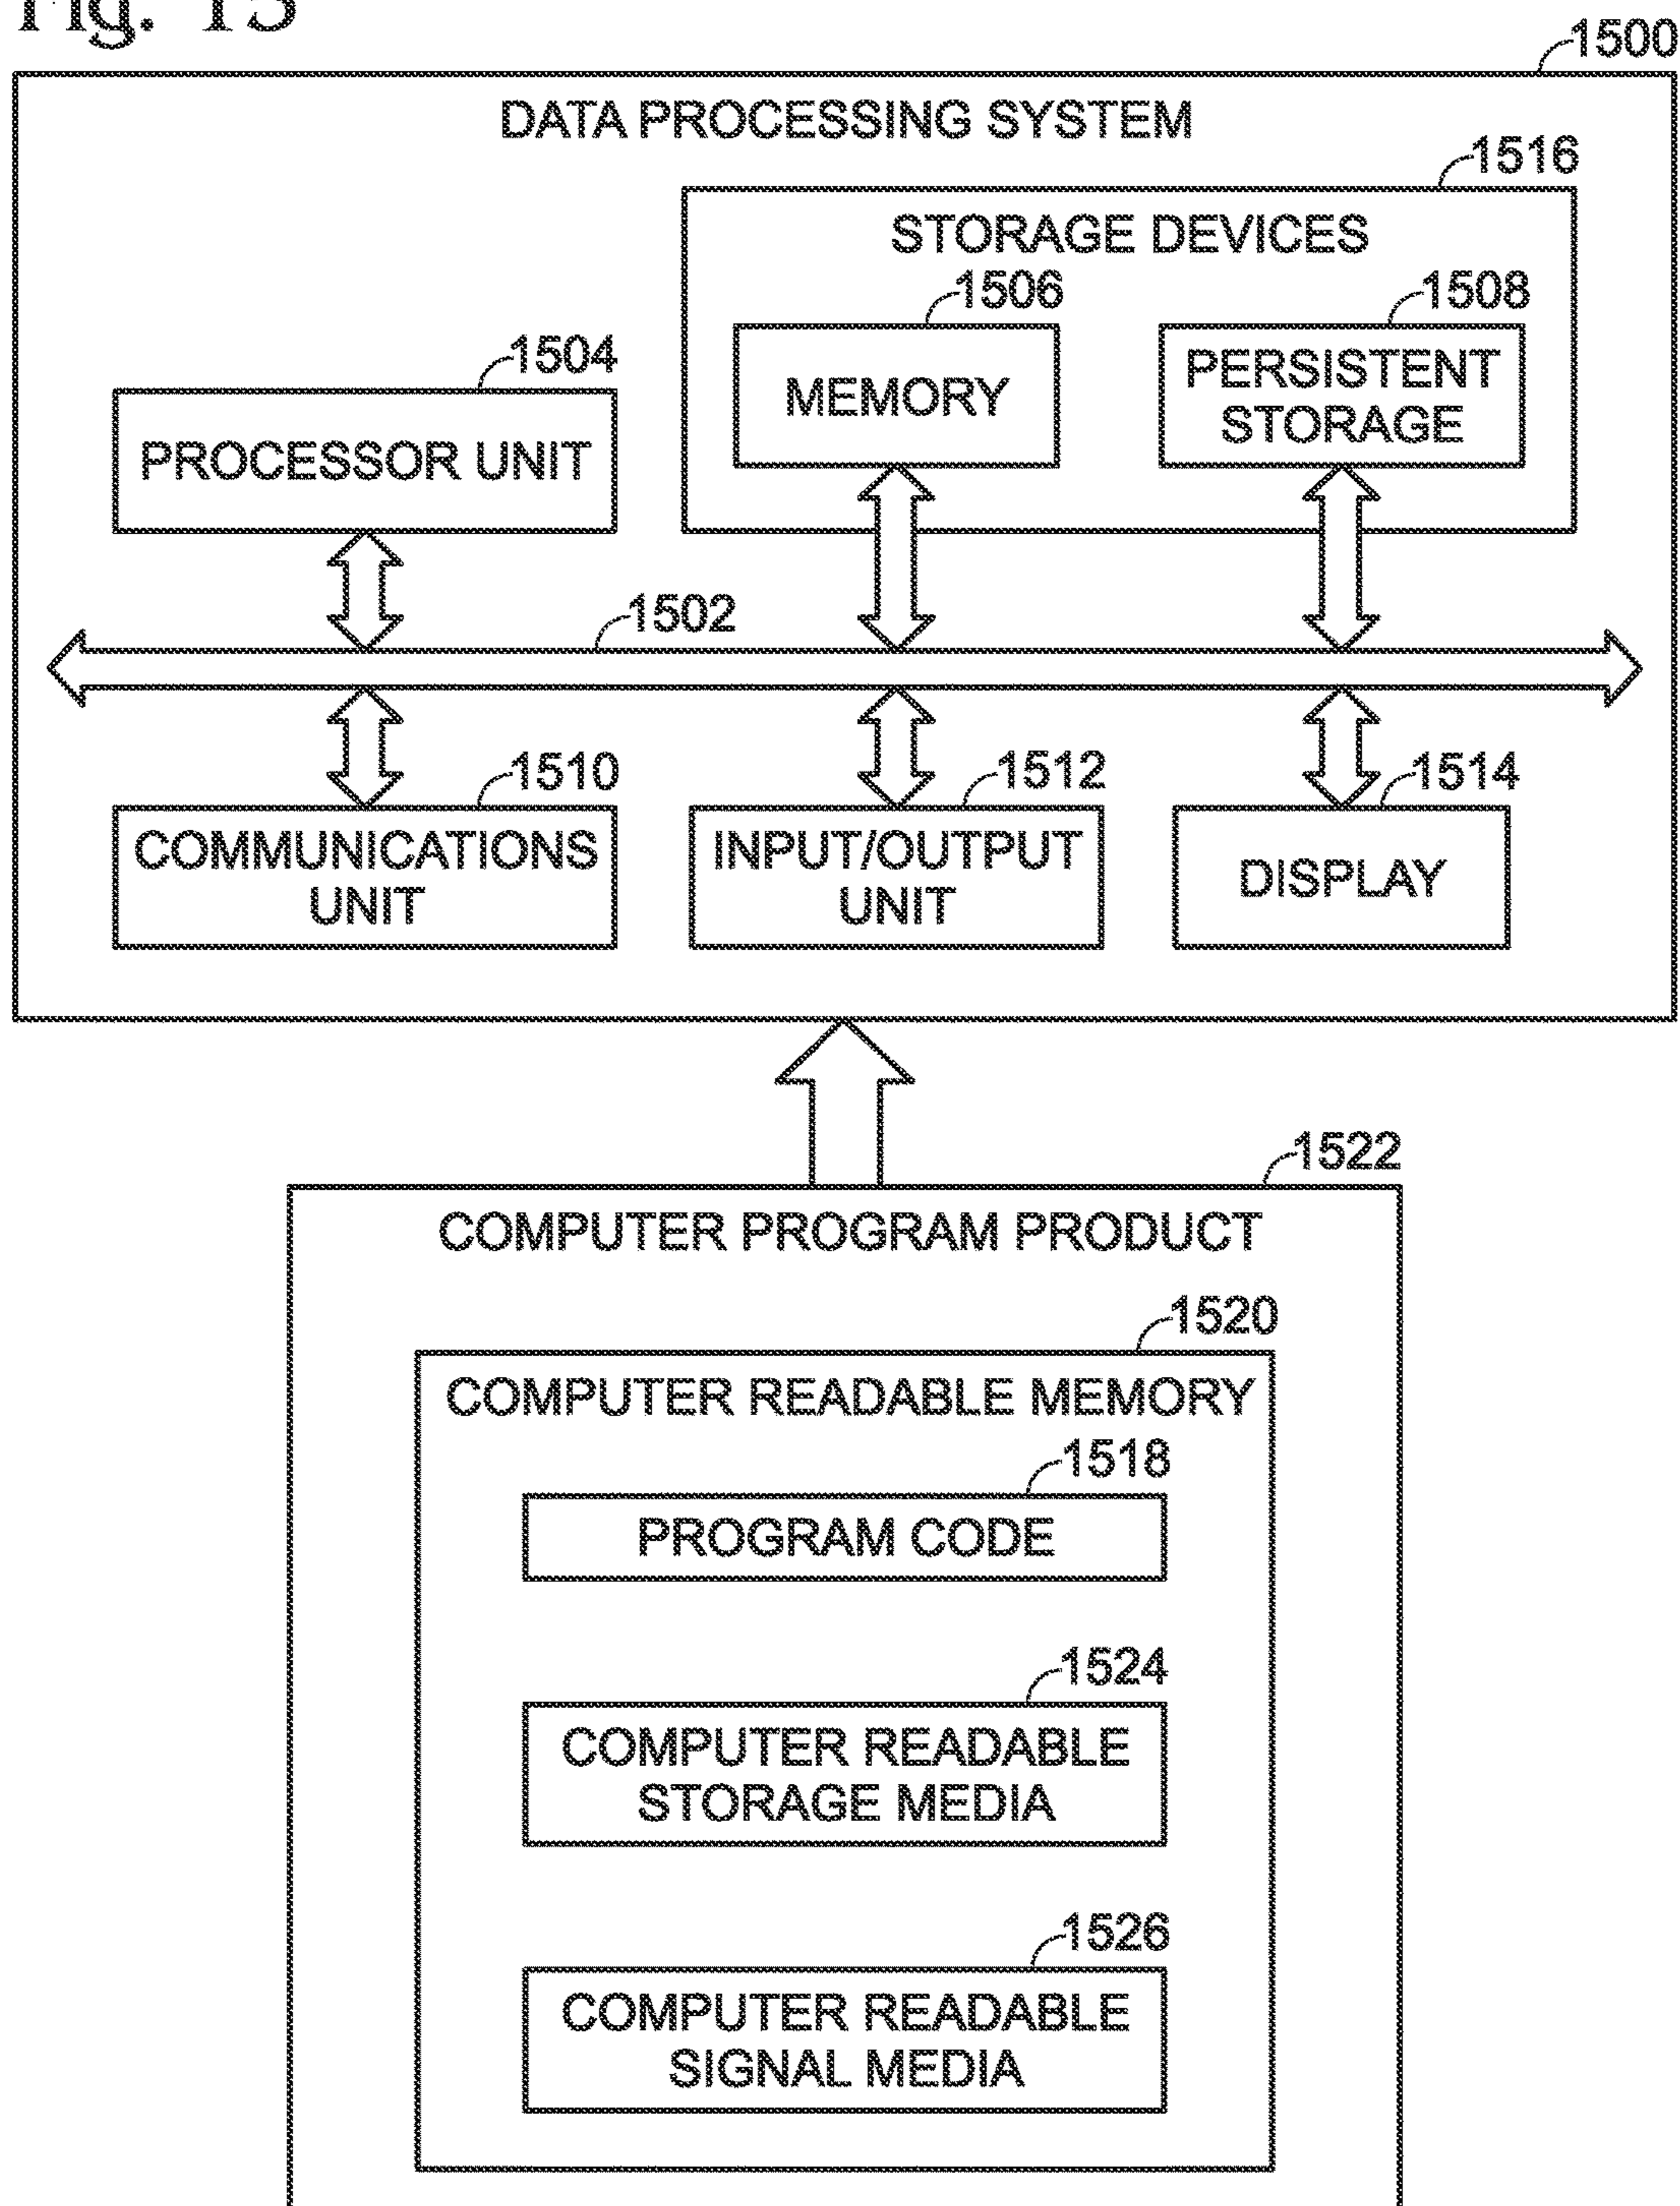 Fig. 15
1500
DATA PROCESSING SYSTEM
1516
STORAGE DEVICES
1506
1508
1504
MEMORY
PERSISTENT
STORAGE
PROCESSOR UNIT
1502
1510
1512
1514
COMMUNICATIONS
UNIT
INPUT/OUTPUT
UNIT
DISPLAY
1522
COMPUTER PROGRAM PRODUCT
1520
COMPUTER READABLE MEMORY
1518
PROGRAM CODE
1524
COMPUTER READABLE
STORAGE MEDIA
1526
COMPUTER READABLE
SIGNAL MEDIA